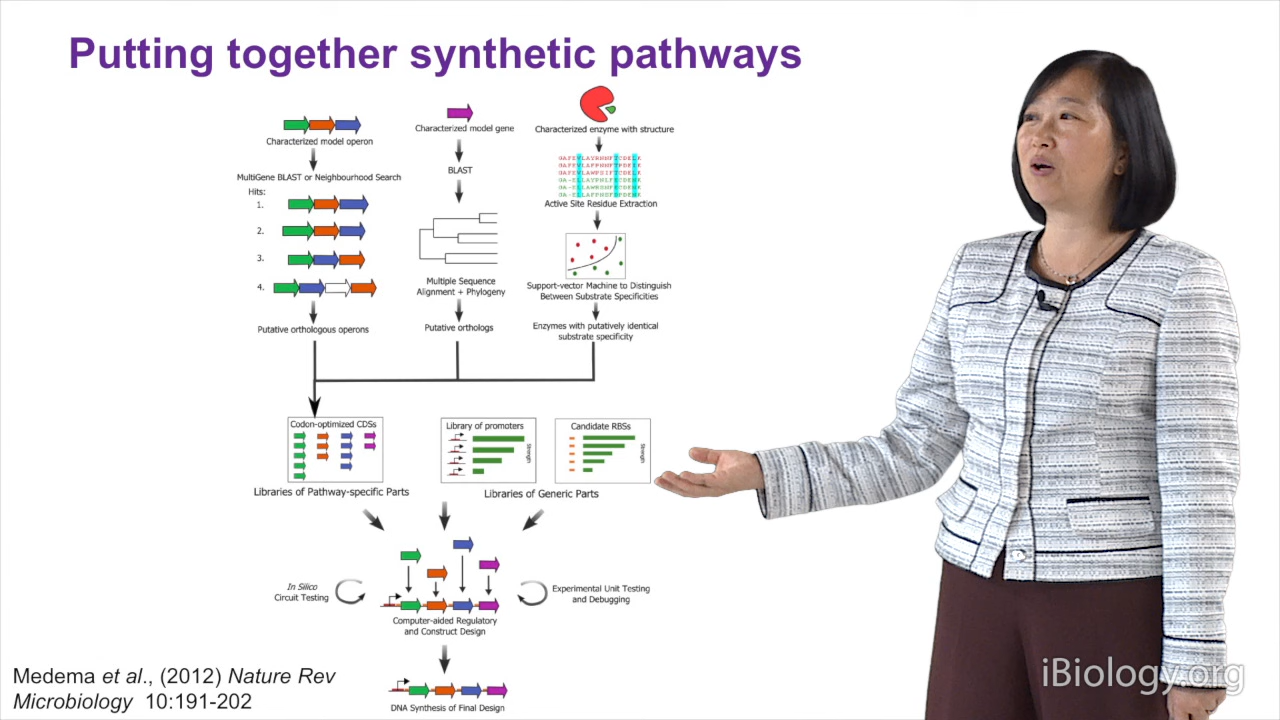 Putting together synthetic pathways
Characterized model operon
MultiGene BLAST or Neighbourhood Search
Hits:
1.
2.
3.
4.
Putative orthologous operons
Characterized model gene
BLAST
Multiple Sequence
Alignment + Phylogeny
Putative orthologs
Characterized enzyme with structure
Active Site Residue Extraction
Support-vector Machine to Distinguish
Between Substrate Specificities
Enzymes with putatively identical
substrate specificity
Codon-optimized CDSs
Libraries of Pathway-specific Parts
Library of promoters
Strength
Candidate RBSs
Strength
Libraries of Generic Parts
In Silico
Circuit Testing
Experimental Unit Testing
and Debugging
Computer-aided Regulatory
and Construct Design
DNA Synthesis of Final Design
Medema et al., (2012) Nature Rev
Microbiology 10:191-202
iBiology.org